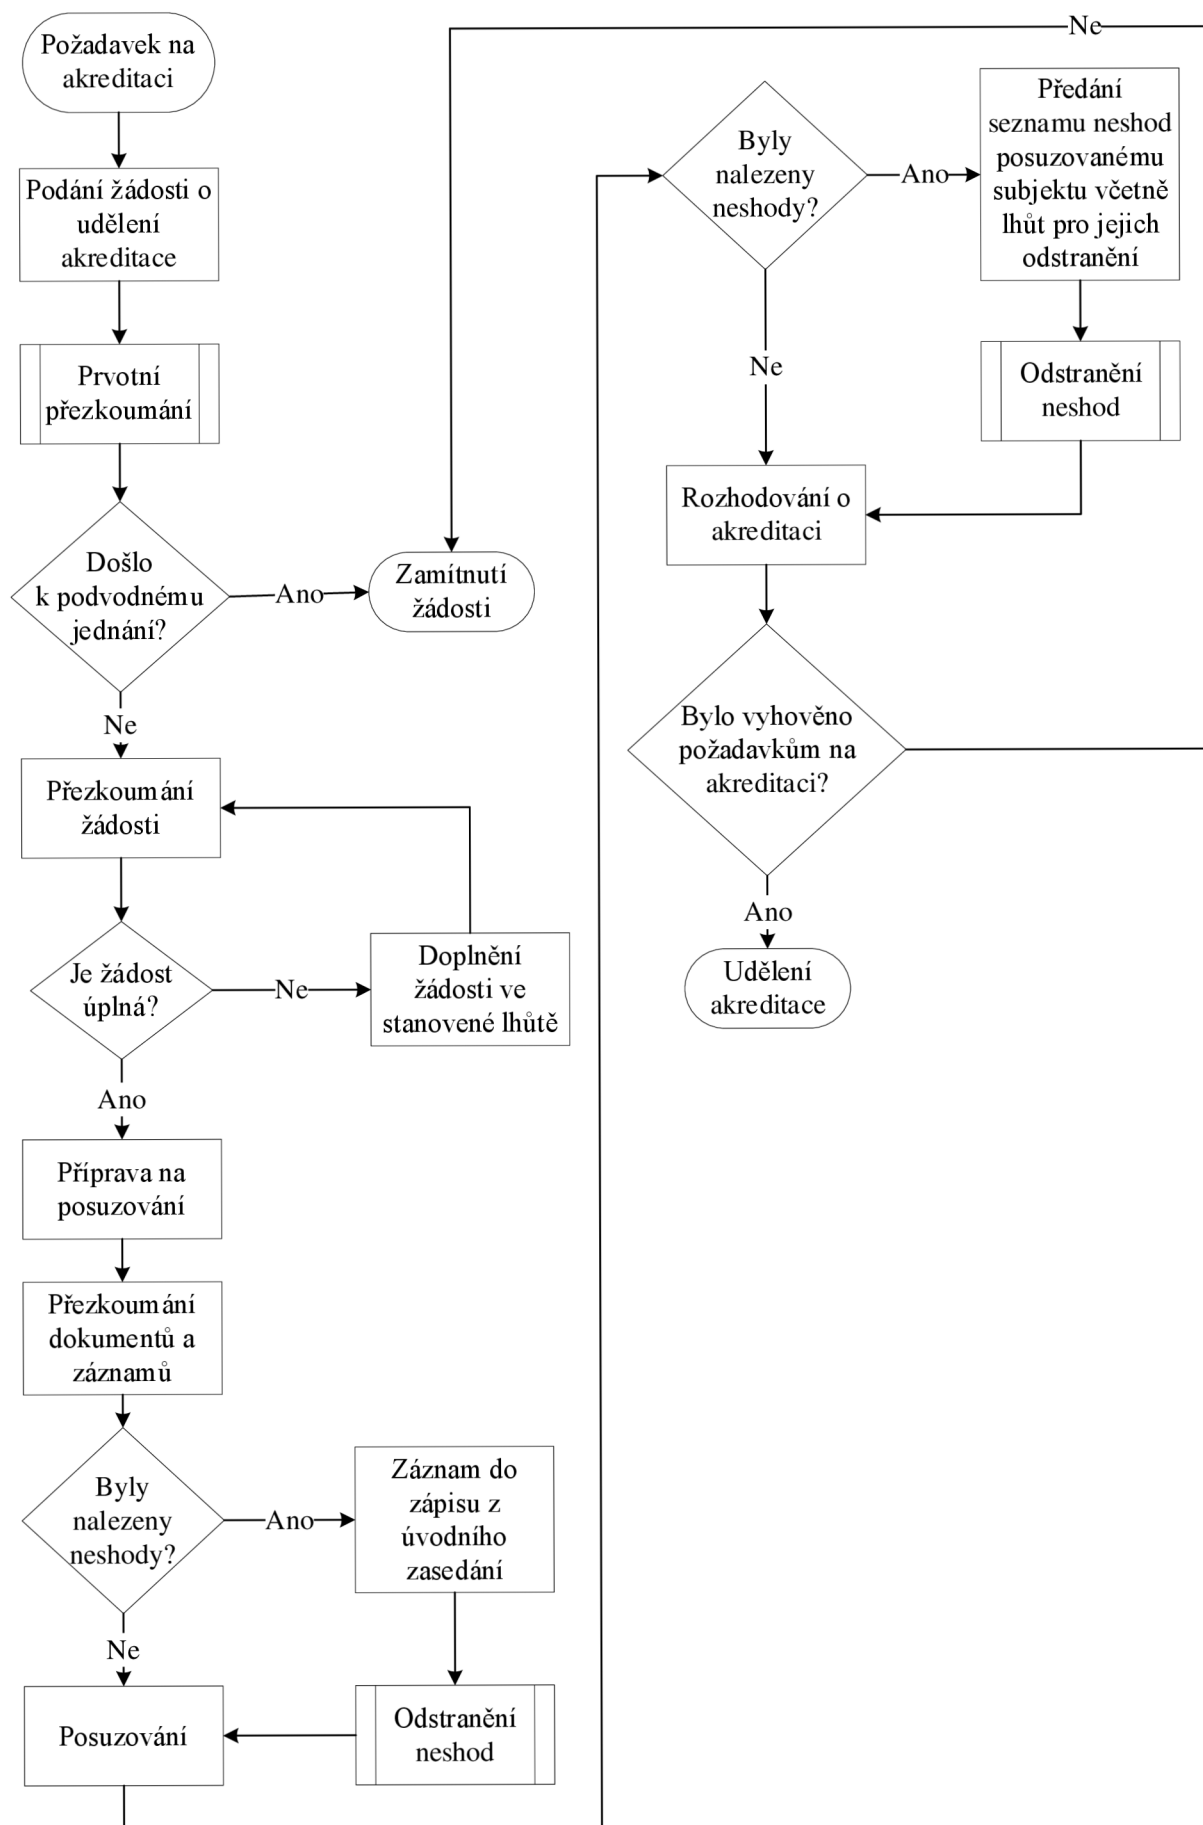 Požadavek na
akreditaci
Podání žádosti o
udělení
akreditace
Prvotní
přezkoumání
Došlo
k podvodnému
jednání?
Ano
Zamítnutí
žádosti
Ne
Přezkoumání
žádosti
Je žádost
úplná?
Ne
Doplnění
žádosti ve
stanovené lhůtě
Ano
Příprava na
posuzování
Přezkoumání
dokumentů a
záznamů
Byly
nalezeny
neshody?
Ano
Záznam do
zápisu z
úvodního
zasedání
Ne
Posuzování
Odstranění
neshod
Ne
Byly
nalezeny
neshody?
Ano
Předání
seznamu neshod
posuzovanému
subjektu včetně
lhůt pro jejich
odstranění
Ne
Odstranění
neshod
Rozhodování o
akreditaci
Bylo vyhověno
požadavkům na
akreditaci?
Ano
Udělení
akreditace